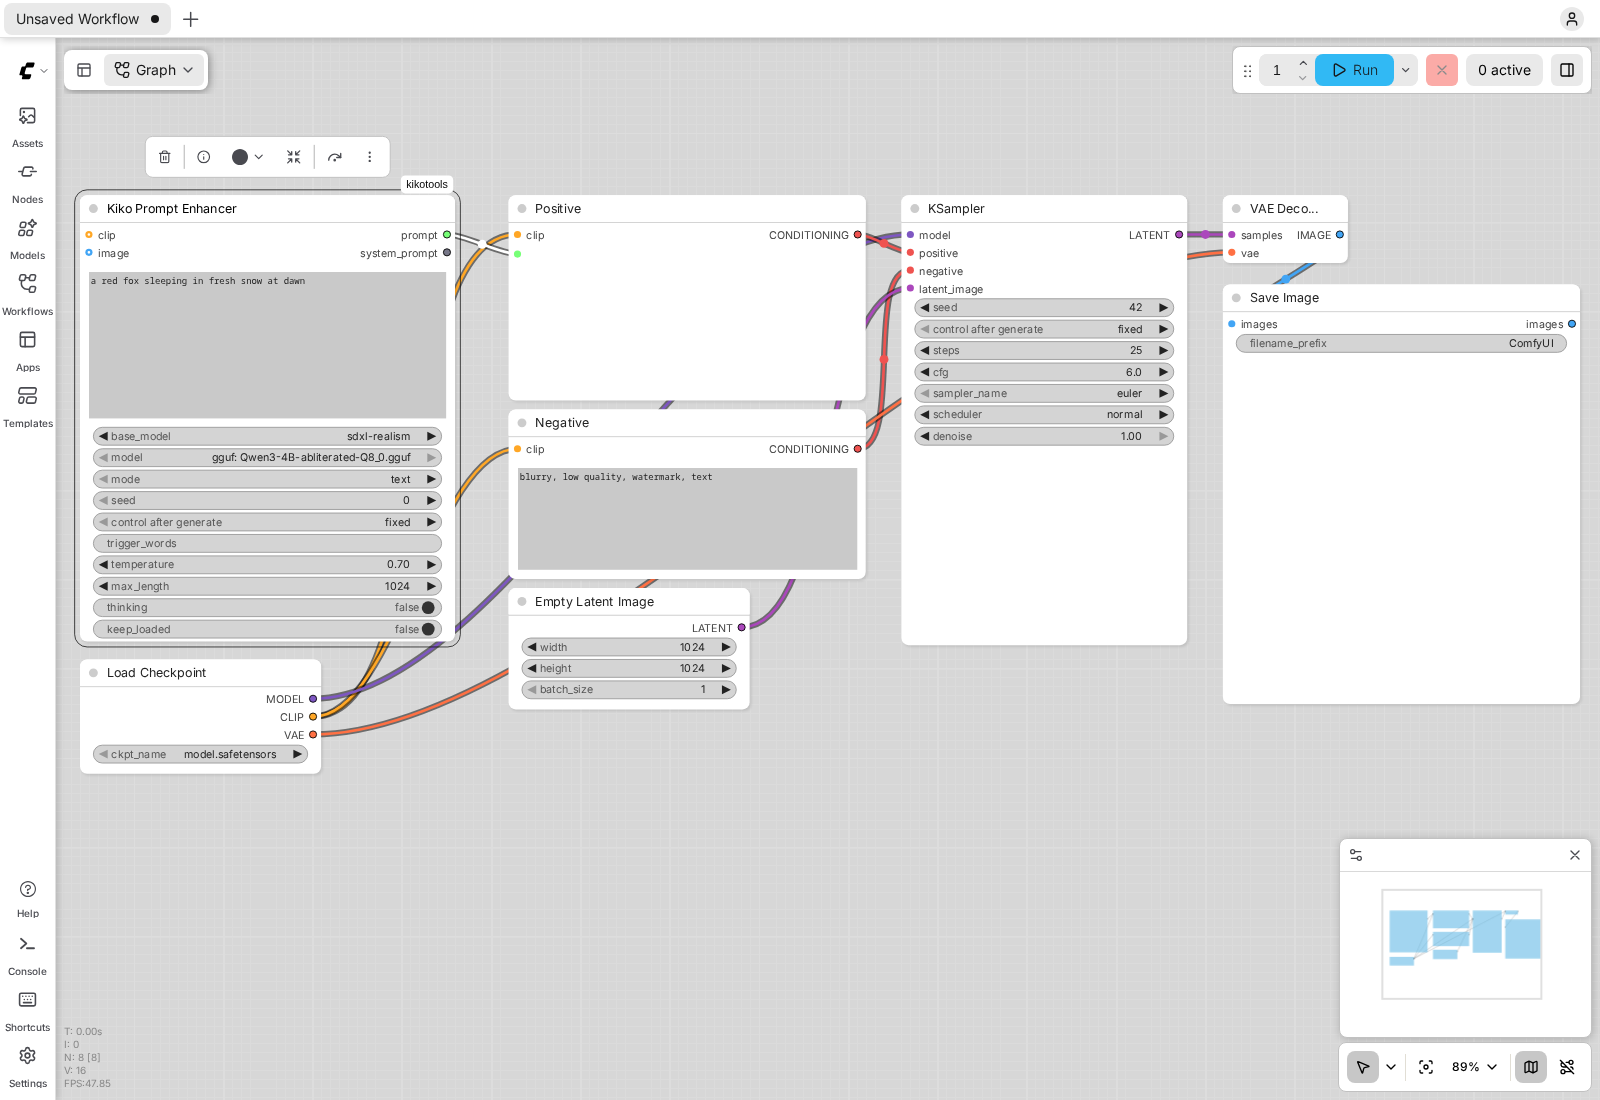 Unsaved Workflow
Graph
1
Run
0 active
Assets
Nodes
Models
Workflows
Apps
Templates
Help
Console
Shortcuts
Settings
kikotools
Kiko Prompt Enhancer
clip
prompt
image
system_prompt
a red fox sleeping in fresh snow at dawn
base_model
sdxl-realism
model
gguf: Qwen3-4B-abliterated-Q8_0.gguf
mode
text
seed
0
control after generate
fixed
trigger_words
temperature
0.70
max_length
1024
thinking
false
keep_loaded
false
Load Checkpoint
MODEL
CLIP
VAE
ckpt_name
model.safetensors
Positive
clip
CONDITIONING
Negative
clip
CONDITIONING
blurry, low quality, watermark, text
Empty Latent Image
LATENT
width
1024
height
1024
batch_size
1
KSampler
model
LATENT
positive
negative
latent_image
seed
42
control after generate
fixed
steps
25
cfg
6.0
sampler_name
euler
scheduler
normal
denoise
1.00
VAE Deco...
samples
IMAGE
vae
Save Image
images
images
filename_prefix
ComfyUI
T: 0.00s
I: 0
N: 8 [8]
V: 16
FPS:47.85
89%